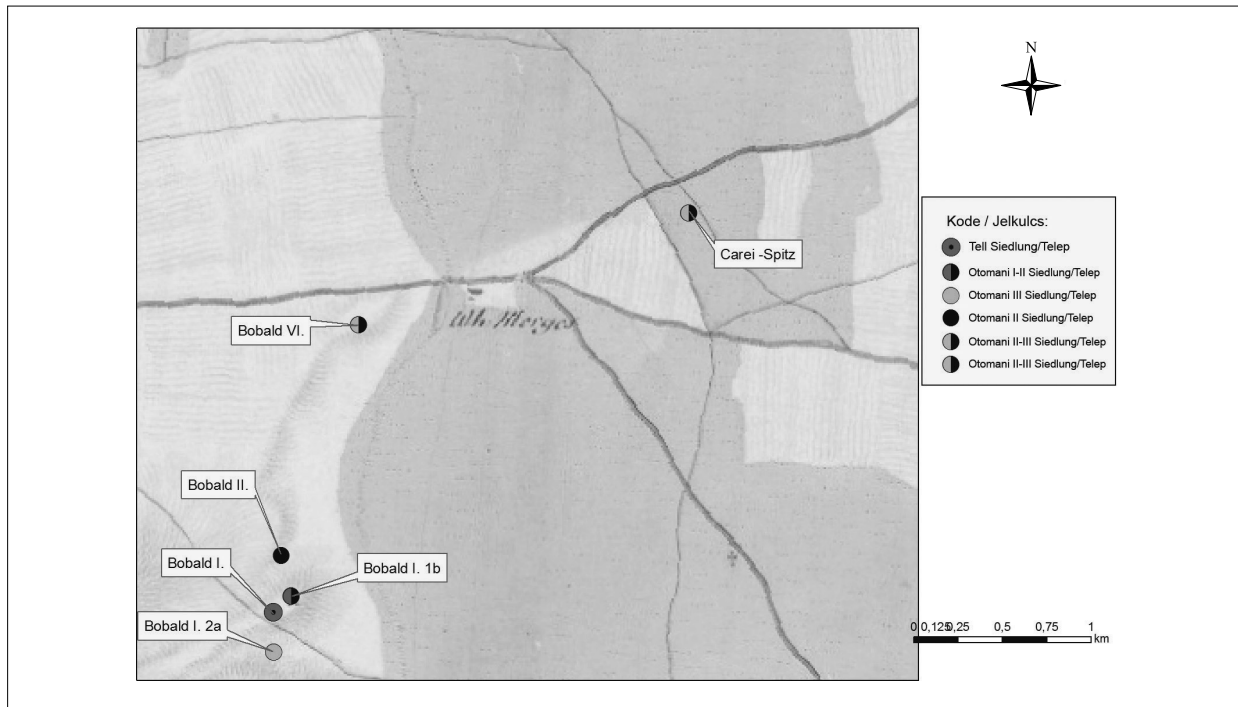 N
Kode / Jelkulcs:
Tell Siedlung/Telep
Otomani I-II Siedlung/Telep
Otomani III Siedlung/Telep
Otomani II Siedlung/Telep
Otomani II-III Siedlung/Telep
Otomani II-III Siedlung/Telep
Carei -Spitz
Bobald VI.
Bobald II.
Bobald I.
Bobald I. 1b
Bobald I. 2a
0 0,125 0,25 0,5 0,75 1
km